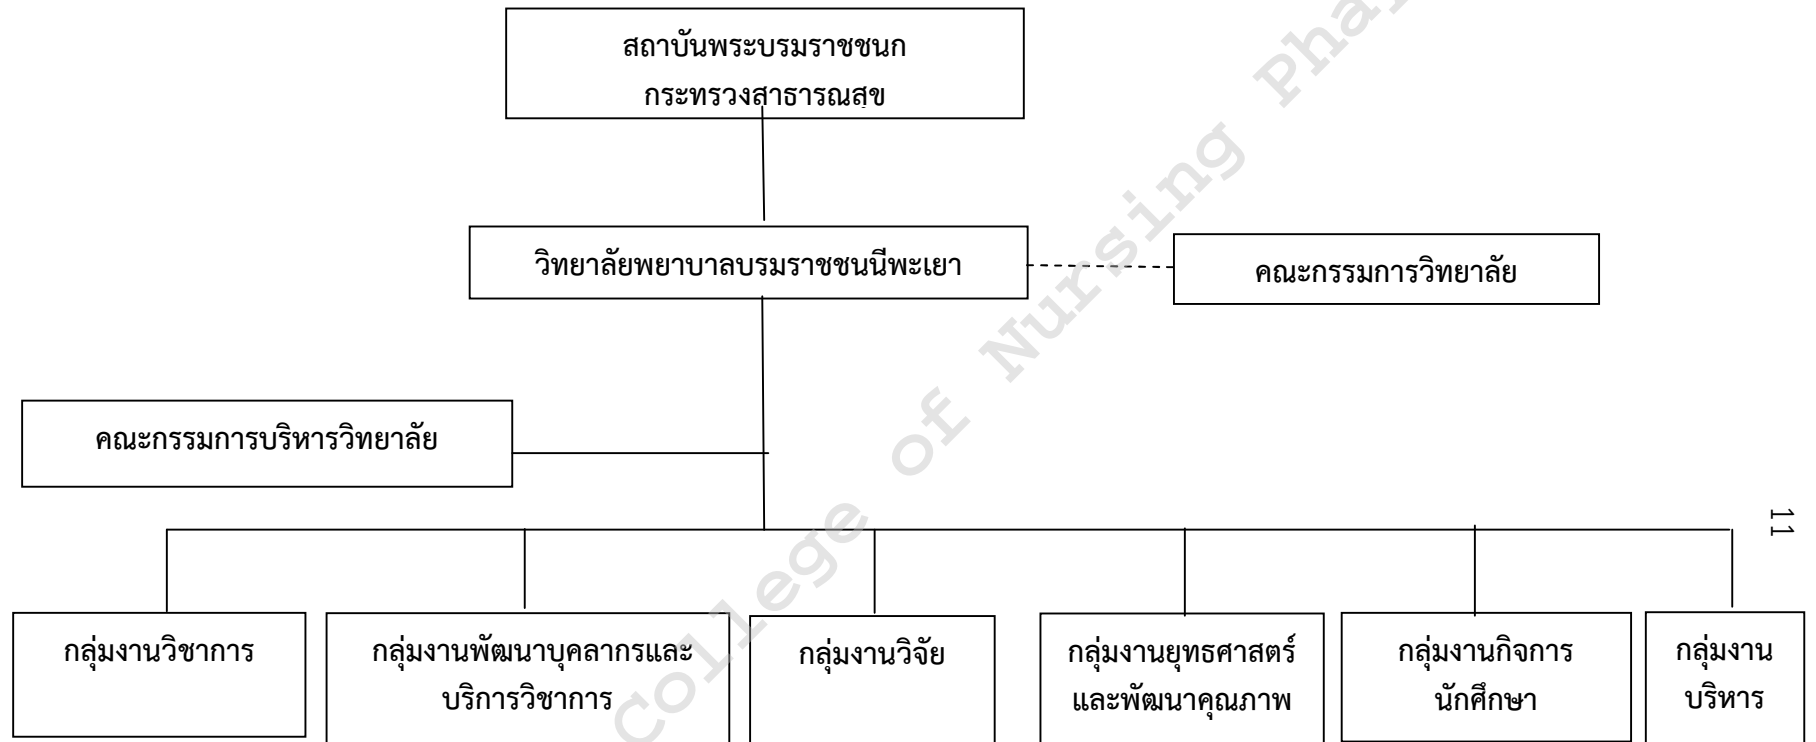 สถาบันพระบรมราชชนก
กระทรวงสาธารณสุข
วิทยาลัยพยาบาลบรมราชชนนีพะเยา
คณะกรรมการวิทยาลัย
คณะกรรมการบริหารวิทยาลัย
11
กลุ่มงานวิชาการ
กลุ่มงานพัฒนาบุคลากรและ
บริการวิชาการ
กลุ่มงานวิจัย
กลุ่มงานยุทธศาสตร์
และพัฒนาคุณภาพ
กลุ่มงานกิจการ
นักศึกษา
กลุ่มงาน
บริหาร
College of Nursing